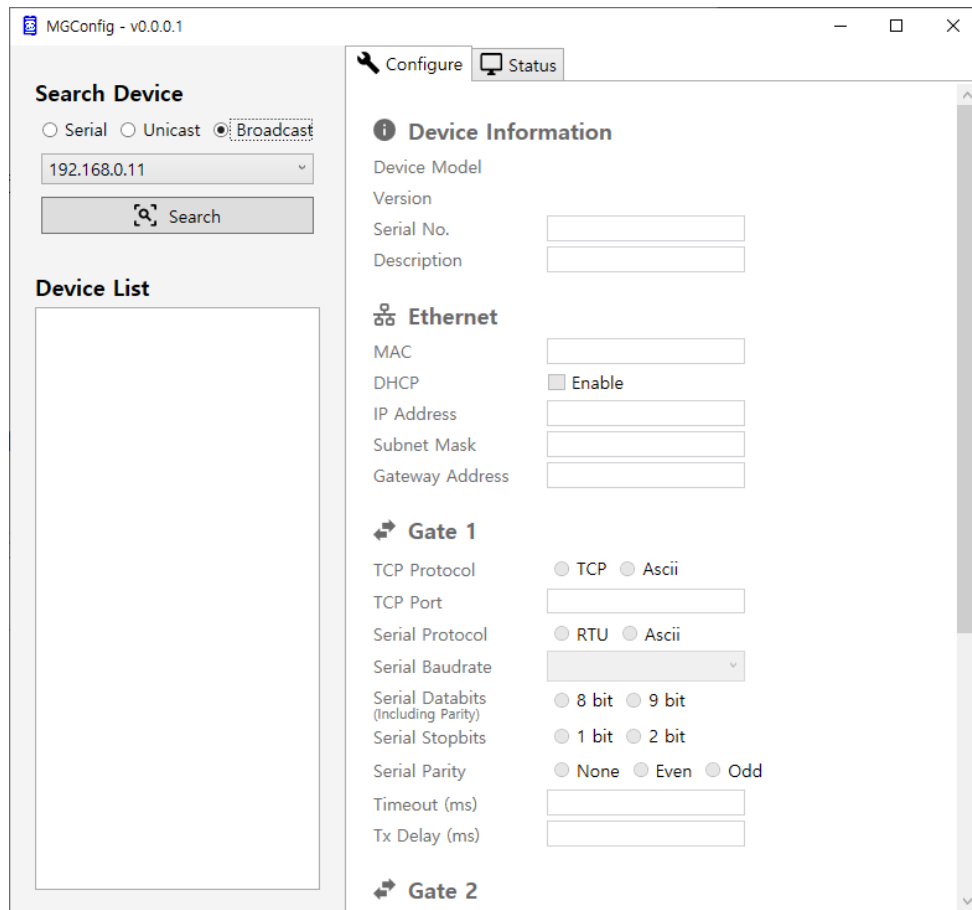 MGConfig - v0.0.0.1
Search Device
Serial Unicast Broadcast
192.168.0.11
Search
Device List
Configure Status
Device Information
Device Model
Version
Serial No.
Description
Ethernet
MAC
DHCP Enable
IP Address
Subnet Mask
Gateway Address
Gate 1
TCP Protocol TCP Ascii
TCP Port
Serial Protocol RTU Ascii
Serial Baudrate
Serial Databits 8 bit 9 bit
(Including Parity)
Serial Stopbits 1 bit 2 bit
Serial Parity None Even Odd
Timeout (ms)
Tx Delay (ms)
Gate 2